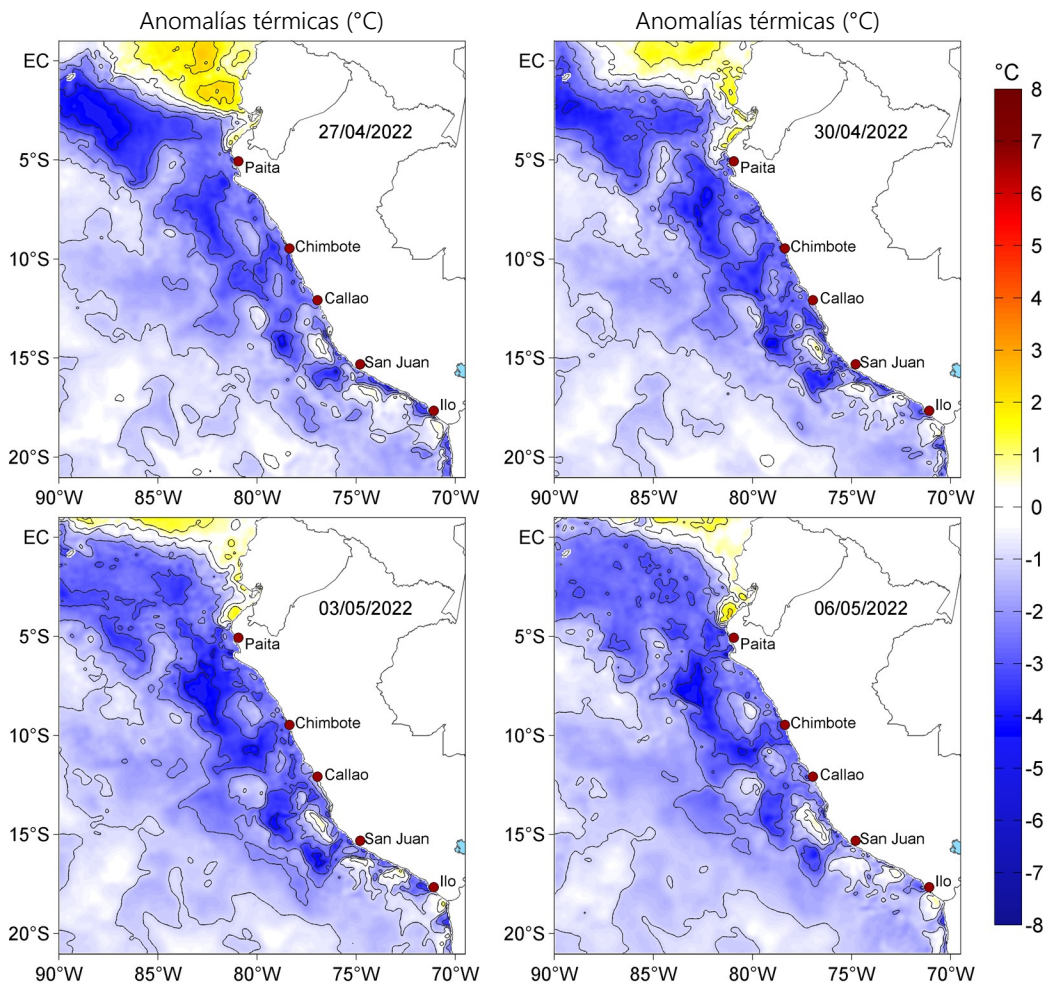 Anomalías térmicas (°C)
Anomalías térmicas (°C)
EC
5°S
10°S
15°S
20°S
27/04/2022
Paita
Chimbote
Callao
San Juan
Ilo
90°W
85°W
80°W
75°W
70°W
EC
5°S
10°S
15°S
20°S
30/04/2022
Paita
Chimbote
Callao
San Juan
Ilo
90°W
85°W
80°W
75°W
70°W
EC
5°S
10°S
15°S
20°S
03/05/2022
Paita
Chimbote
Callao
San Juan
Ilo
90°W
85°W
80°W
75°W
70°W
EC
5°S
10°S
15°S
20°S
06/05/2022
Paita
Chimbote
Callao
San Juan
Ilo
90°W
85°W
80°W
75°W
70°W
°C
8
7
6
5
4
3
2
1
0
-1
-2
-3
-4
-5
-6
-7
-8